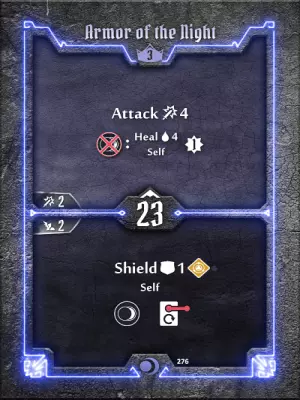 Armor of the Night
3
Attack 4
: Heal 4
Self
1
2
23
2
Shield 1
Self
276